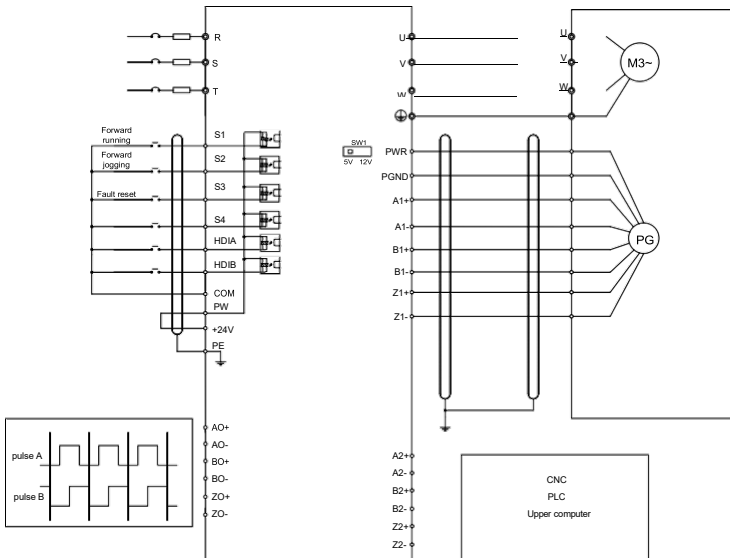 R
S
T
U
V
W
U
V
W
M3~
Forward
running
Forward
jogging
Fault reset
S1
S2
S3
S4
HDIA
HDIB
COM
PW
+24V
PE
SW1
5V 12V
PWR
PGND
A1+
A1-
B1+
B1-
Z1+
Z1-
PG
pulse A
pulse B
AO+
AO-
BO+
BO-
ZO+
ZO-
A2+
A2-
B2+
B2-
Z2+
Z2-
CNC
PLC
Upper computer